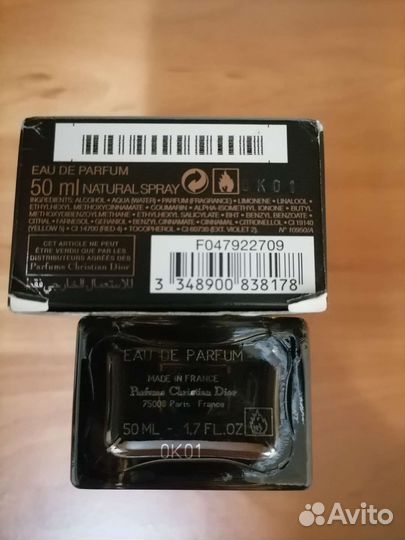 EAU DE PARFUM
50 ml NATURAL SPRAY
0K01
INGREDIENTS: ALCOHOL • AQUA (WATER) • PARFUM (FRAGRANCE) • LIMONENE • LINALOOL •
ETHYLHEXYL METHOXYCINNAMATE • COUMARIN • ALPHA-ISOMETHYL IONONE • BUTYL
METHOXYDIBENZOYLMETHANE • ETHYLHEXYL SALICYLATE • BHT • BENZYL BENZOATE •
CITRAL • FARNESOL • GERANIOL • BENZYL CINNAMATE • CINNAMAL • CITRONELLOL • CI 19140
(YELLOW 5) • CI 14700 (RED 4) • TOCOPHEROL • CI 60730 (EXT. VIOLET 2). N° 10950/A
CET ARTICLE NE PEUT
ÊTRE VENDU QUE PAR LES
DISTRIBUTEURS AGRÉÉS DES
Parfums Christian Dior
للاستعمال الخارجي فقط
F047922709
3 348900 838178
EAU DE PARFUM
MADE IN FRANCE
Parfums Christian Dior
75008 Paris France
50 ML - 1.7 FL.OZ
0K01
Avito